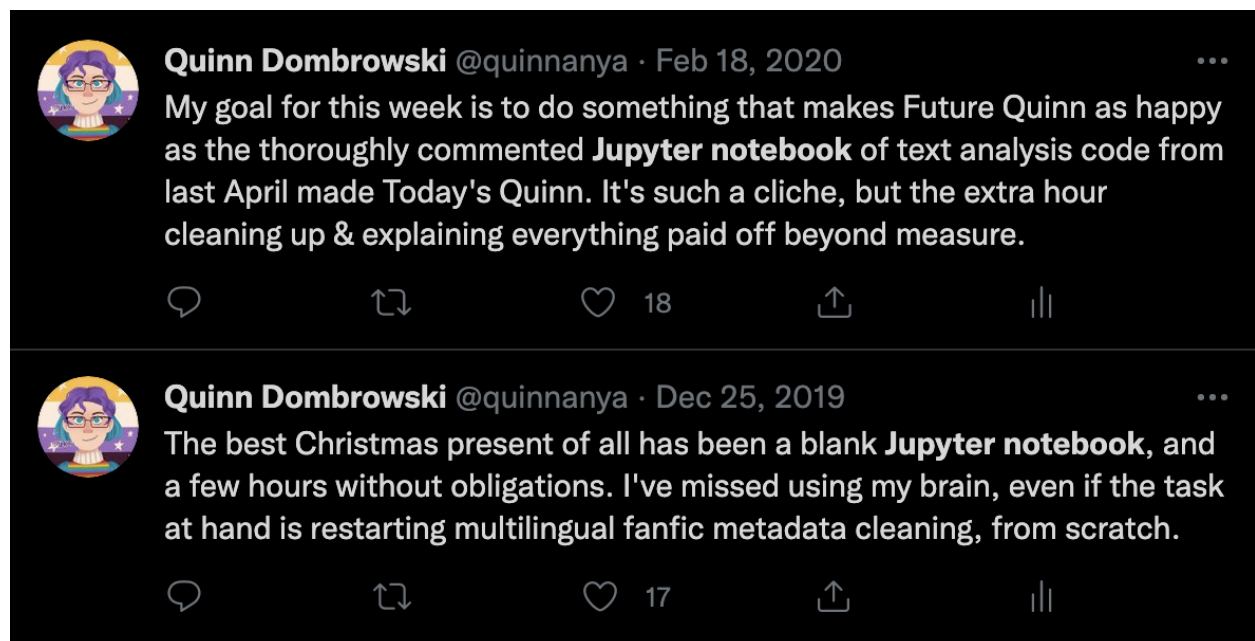 Quinn Dombrowski @quinnanya · Feb 18, 2020
My goal for this week is to do something that makes Future Quinn as happy
as the thoroughly commented Jupyter notebook of text analysis code from
last April made Today's Quinn. It's such a cliche, but the extra hour
cleaning up & explaining everything paid off beyond measure.
18
Quinn Dombrowski @quinnanya · Dec 25, 2019
The best Christmas present of all has been a blank Jupyter notebook, and
a few hours without obligations. I've missed using my brain, even if the task
at hand is restarting multilingual fanfic metadata cleaning, from scratch.
17